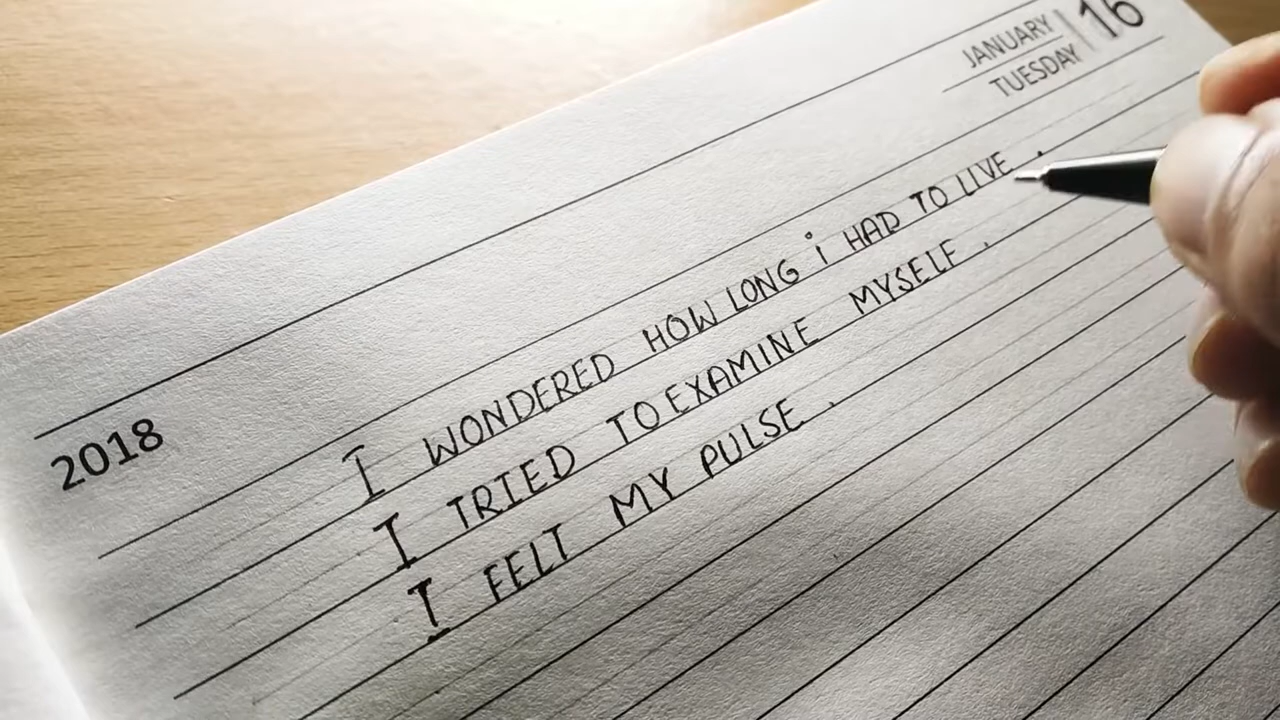 JANUARY 16
TUESDAY
2018
I WONDERED HOW LONG i HAD TO LIVE .
I TRIED TO EXAMINE MYSELF .
I FELT MY PULSE .